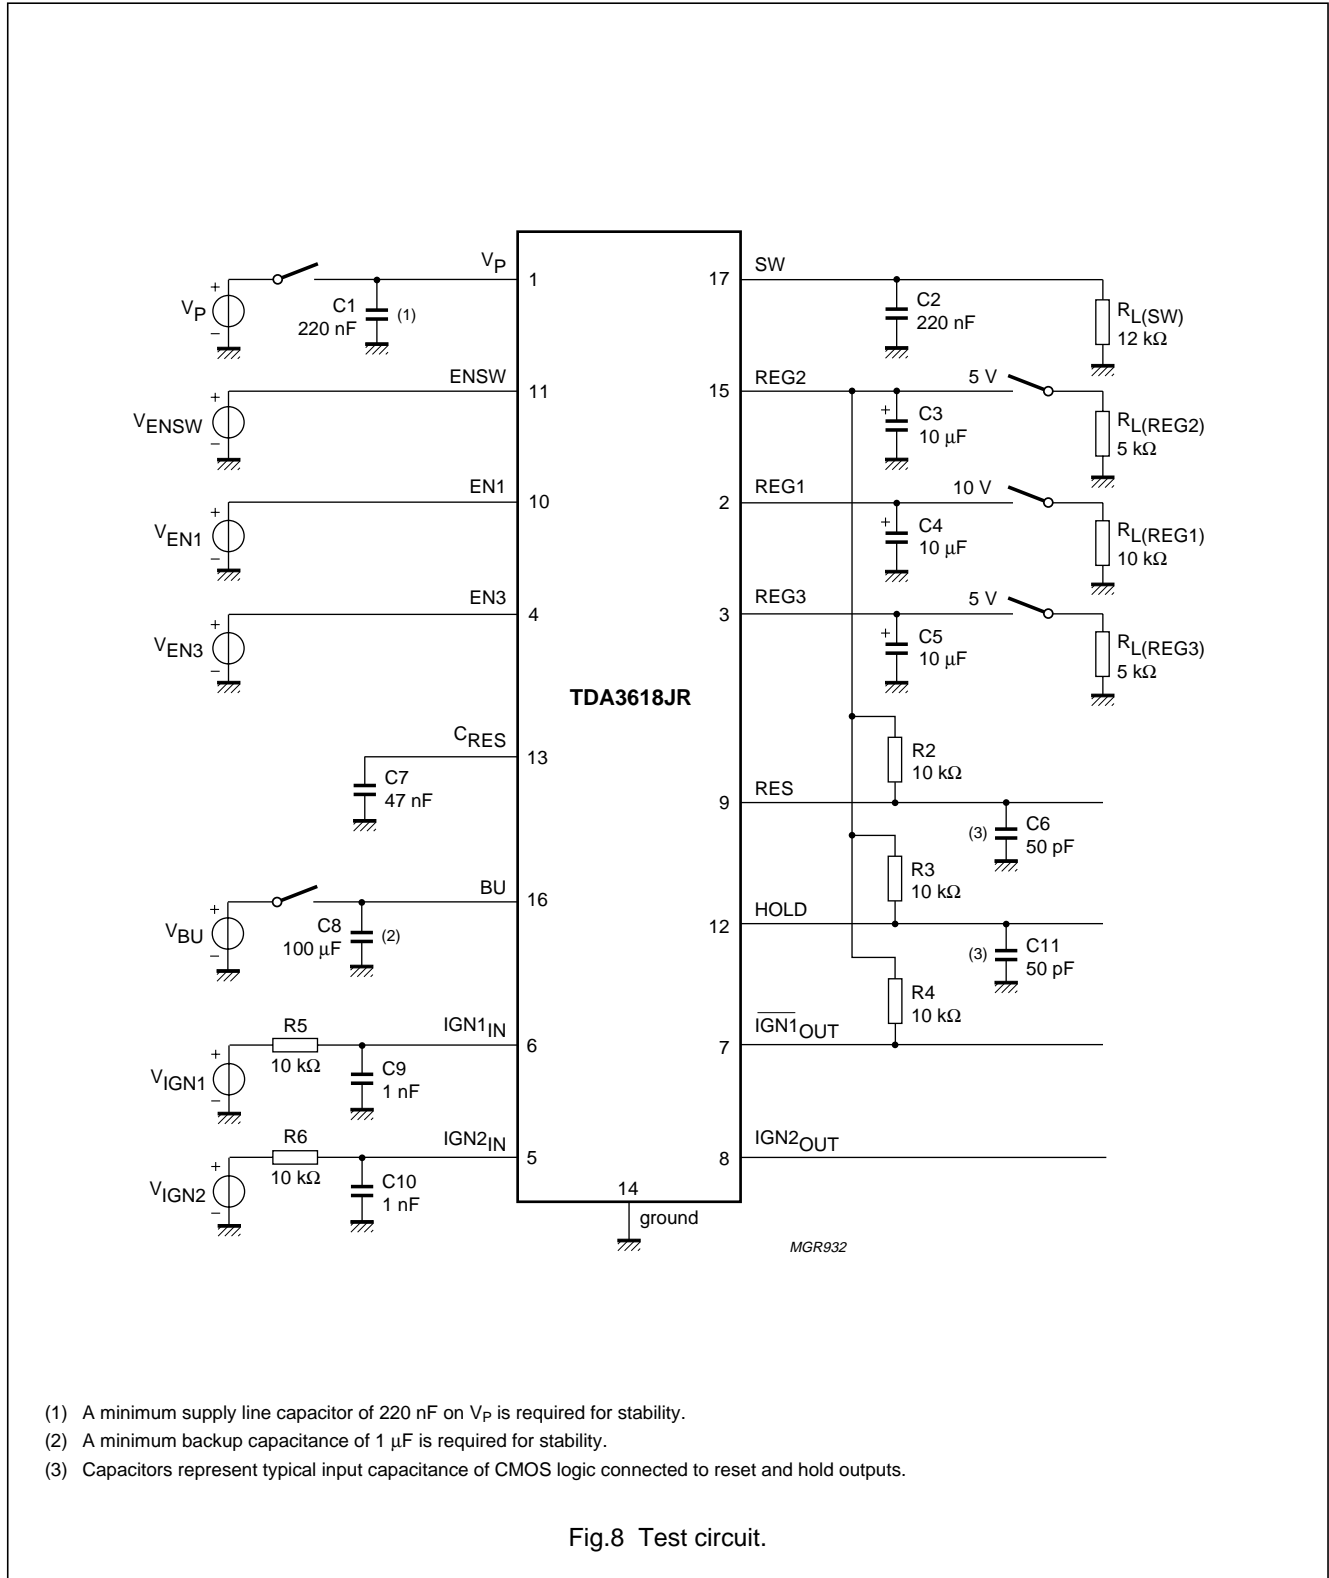 V_P
1
+
V_P
−
C1
220 nF
(1)
ENSW
11
+
V_ENSW
−
EN1
10
+
V_EN1
−
EN3
4
+
V_EN3
−
C_RES
13
C7
47 nF
BU
16
+
V_BU
−
C8
100 μF
(2)
IGN1_IN
6
+
V_IGN1
−
R5
10 kΩ
C9
1 nF
IGN2_IN
5
+
V_IGN2
−
R6
10 kΩ
C10
1 nF
TDA3618JR
14
ground
17
SW
C2
220 nF
R_L(SW)
12 kΩ
15
REG2
+
C3
10 μF
5 V
R_L(REG2)
5 kΩ
2
REG1
+
C4
10 μF
10 V
R_L(REG1)
10 kΩ
3
REG3
+
C5
10 μF
5 V
R_L(REG3)
5 kΩ
R2
10 kΩ
9
RES
(3)
C6
50 pF
R3
10 kΩ
12
HOLD
(3)
C11
50 pF
R4
10 kΩ
7
I̅G̅N̅1̅_OUT
8
IGN2_OUT
MGR932
(1) A minimum supply line capacitor of 220 nF on V_P is required for stability.
(2) A minimum backup capacitance of 1 μF is required for stability.
(3) Capacitors represent typical input capacitance of CMOS logic connected to reset and hold outputs.
Fig.8 Test circuit.